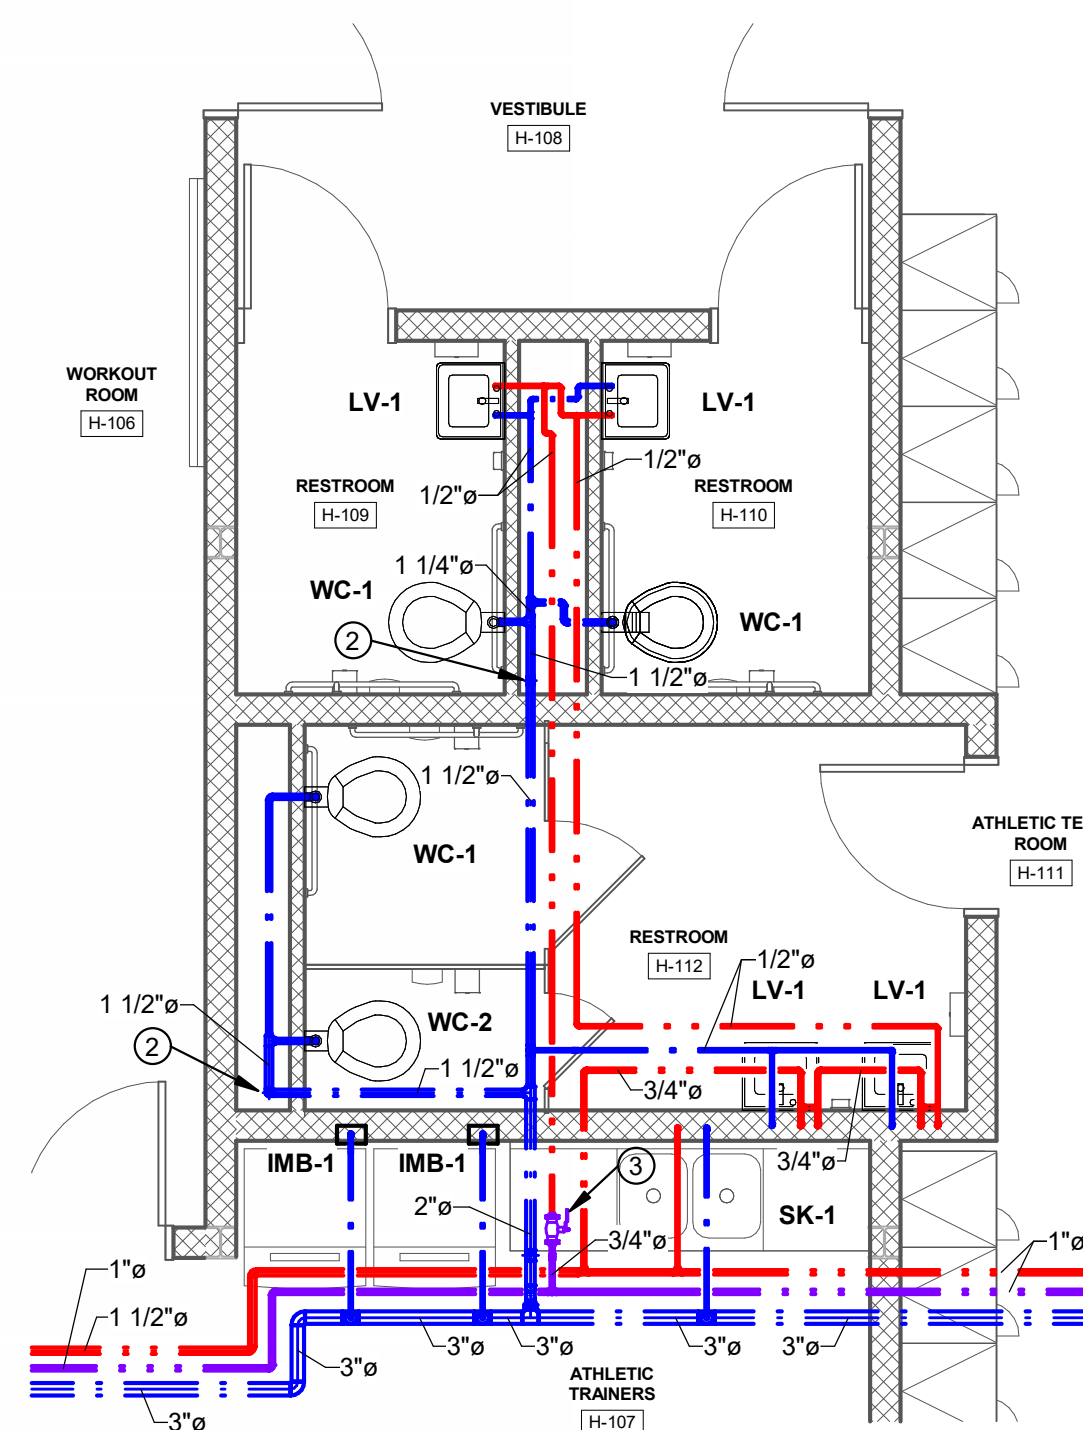 VESTIBULE
H-108
WORKOUT
ROOM
H-106
LV-1
LV-1
RESTROOM
H-109
1/2"ø
1/2"ø
RESTROOM
H-110
1 1/4"ø
WC-1
WC-1
2
1 1/2"ø
1 1/2"ø
WC-1
ATHLETIC TE
ROOM
H-111
RESTROOM
H-112
1/2"ø
LV-1
LV-1
1 1/2"ø
WC-2
2
1 1/2"ø
3/4"ø
IMB-1
IMB-1
3
3/4"ø
2"ø
SK-1
3/4"ø
1"ø
1"ø
1 1/2"ø
3"ø
3"ø
3"ø
3"ø
3"ø
3"ø
ATHLETIC
TRAINERS
H-107